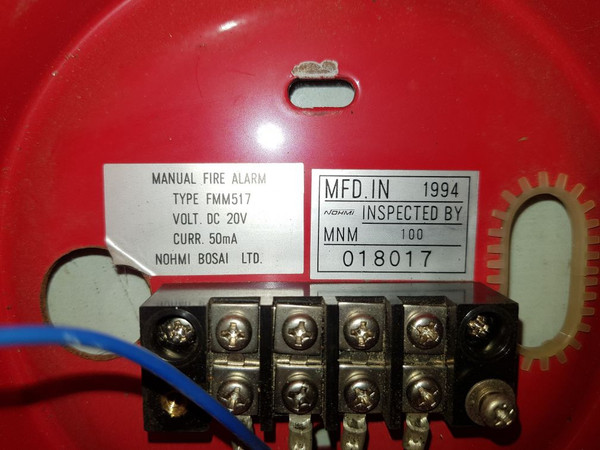 MANUAL FIRE ALARM
TYPE FMM517
VOLT. DC 20V
CURR. 50mA
NOHMI BOSAI LTD.
MFD.IN 1994
NOHMI INSPECTED BY
MNM 100
018017